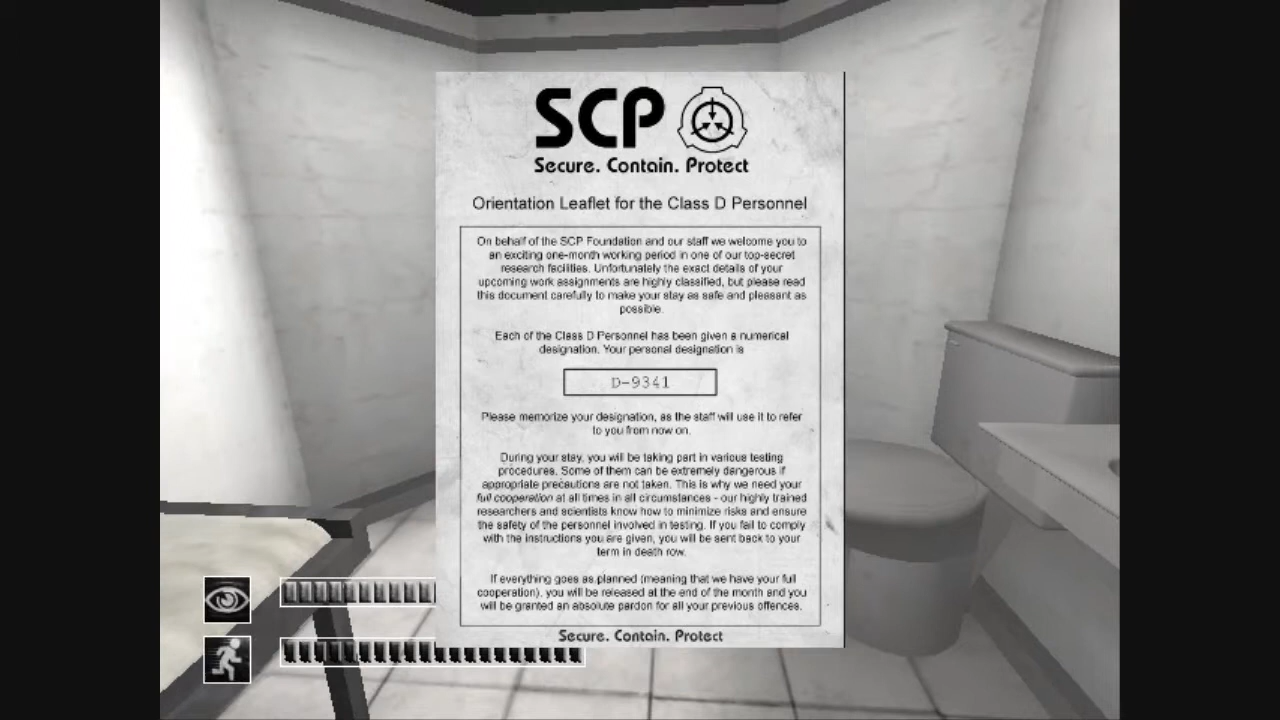 SCP
Secure. Contain. Protect
Orientation Leaflet for the Class D Personnel
On behalf of the SCP Foundation and our staff we welcome you to
an exciting one-month working period in one of our top-secret
research facilities. Unfortunately the exact details of your
upcoming work assignments are highly classified, but please read
this document carefully to make your stay as safe and pleasant as
possible.
Each of the Class D Personnel has been given a numerical
designation. Your personal designation is
D-9341
Please memorize your designation, as the staff will use it to refer
to you from now on.
During your stay, you will be taking part in various testing
procedures. Some of them can be extremely dangerous if
appropriate precautions are not taken. This is why we need your
full cooperation at all times in all circumstances - our highly trained
researchers and scientists know how to minimize risks and ensure
the safety of the personnel involved in testing. If you fail to comply
with the instructions you are given, you will be sent back to your
term in death row.
If everything goes as planned (meaning that we have your full
cooperation), you will be released at the end of the month and you
will be granted an absolute pardon for all your previous offences.
Secure. Contain. Protect